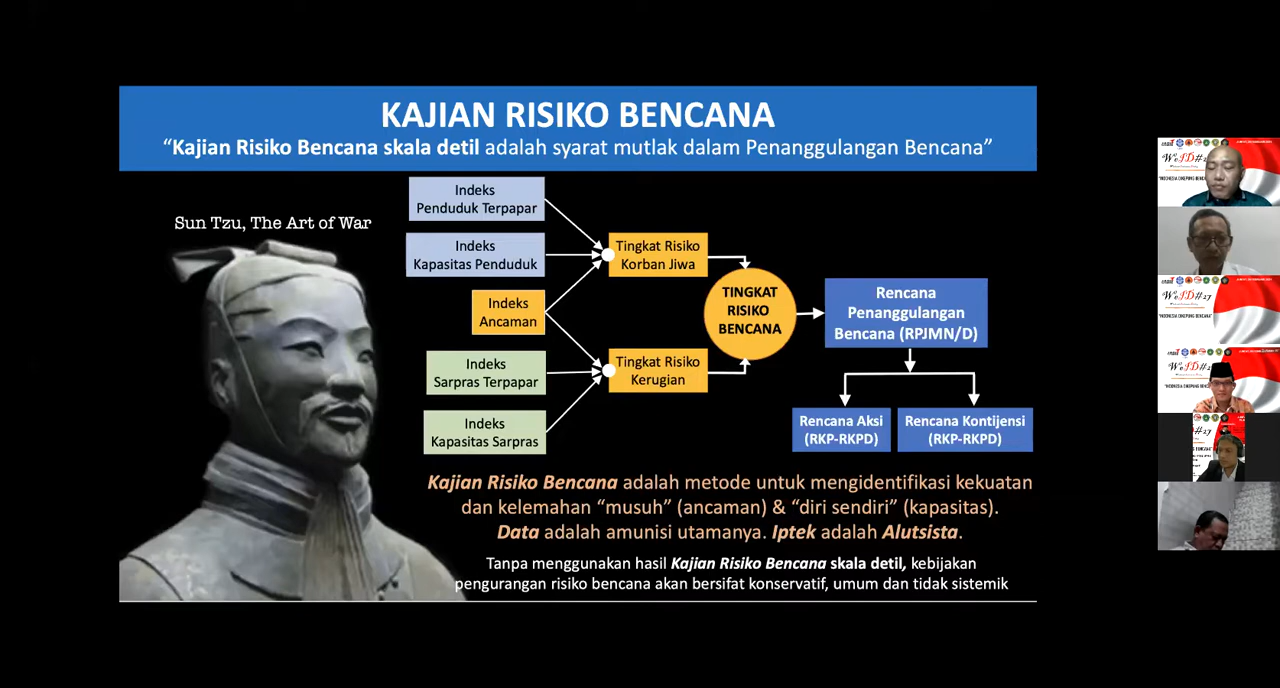 KAJIAN RISIKO BENCANA
“Kajian Risiko Bencana skala detil adalah syarat mutlak dalam Penanggulangan Bencana”
Sun Tzu, The Art of War
Indeks
Penduduk Terpapar
Indeks
Kapasitas Penduduk
Indeks
Ancaman
Indeks
Sarpras Terpapar
Indeks
Kapasitas Sarpras
Tingkat Risiko
Korban Jiwa
Tingkat Risiko
Kerugian
TINGKAT
RISIKO
BENCANA
Rencana
Penanggulangan
Bencana (RPJMN/D)
Rencana Aksi
(RKP-RKPD)
Rencana Kontijensi
(RKP-RKPD)
Kajian Risiko Bencana adalah metode untuk mengidentifikasi kekuatan
dan kelemahan “musuh” (ancaman) & “diri sendiri” (kapasitas).
Data adalah amunisi utamanya. Iptek adalah Alutsista.
Tanpa menggunakan hasil Kajian Risiko Bencana skala detil, kebijakan
pengurangan risiko bencana akan bersifat konservatif, umum dan tidak sistemik